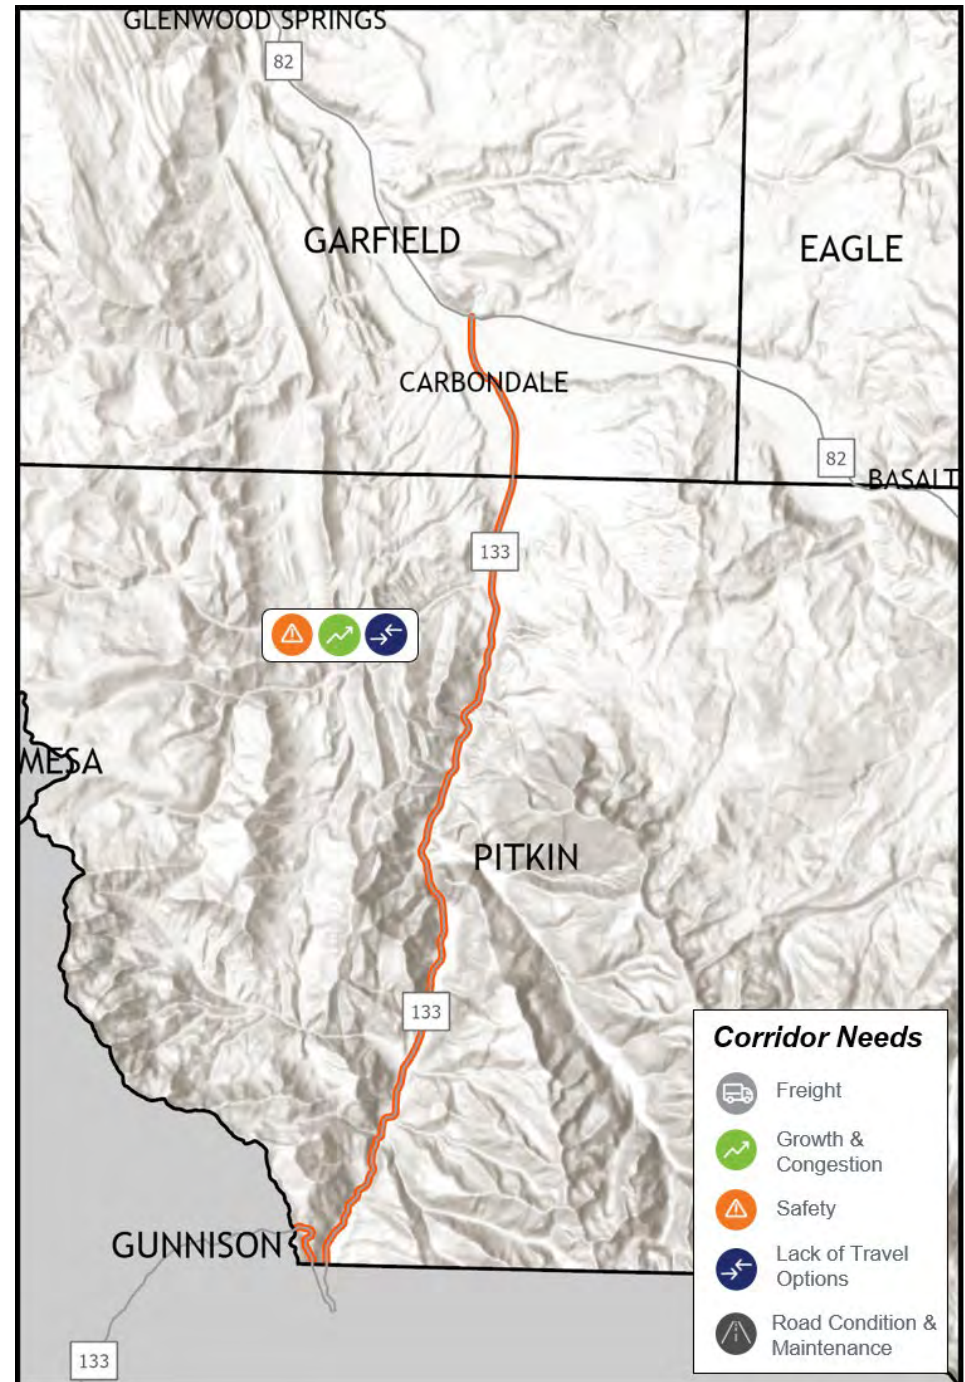 GLENWOOD SPRINGS
82
GARFIELD
EAGLE
CARBONDALE
82
BASALT
133
MESA
PITKIN
133
Corridor Needs
Freight
Growth &
Congestion
Safety
Lack of Travel
Options
Road Condition &
Maintenance
GUNNISON
133